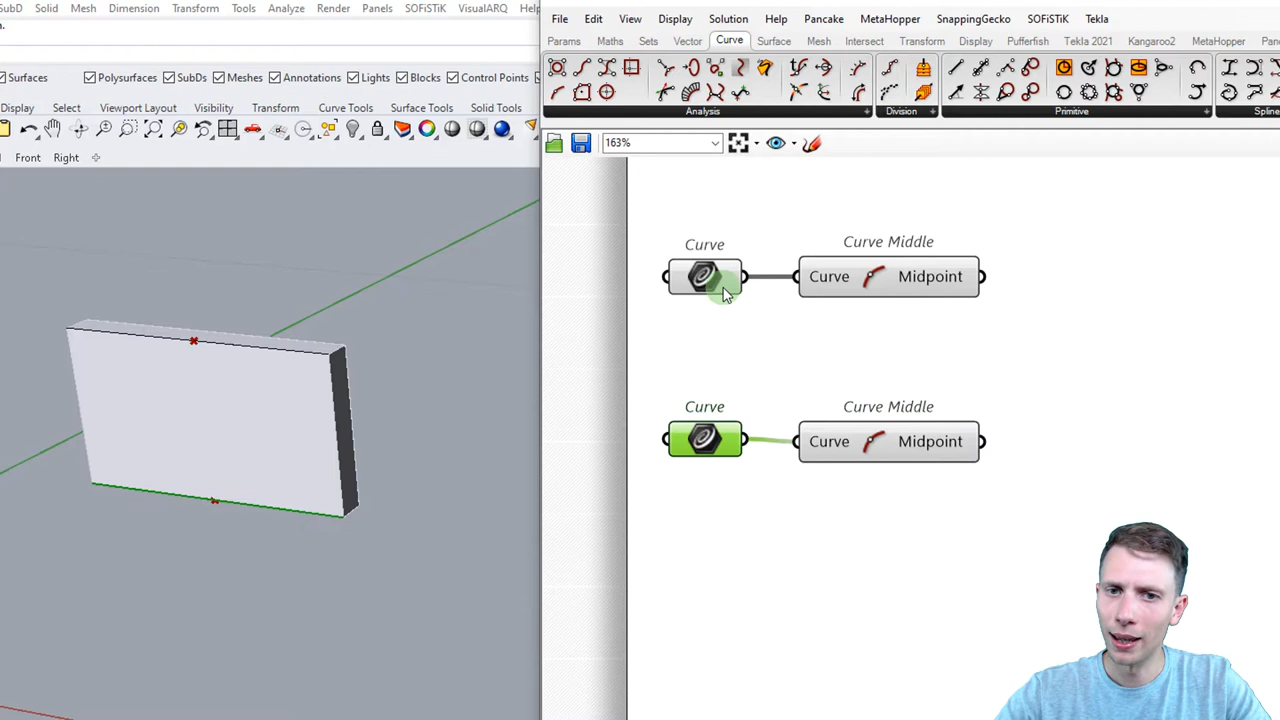 SubD Solid Mesh Dimension Transform Tools Analyze Render Panels SOFiSTiK VisualARQ Help
Surfaces Polysurfaces SubDs Meshes Annotations Lights Blocks Control Points
Display Select Viewport Layout Visibility Transform Curve Tools Surface Tools Solid Tools
Front Right
File Edit View Display Solution Help Pancake MetaHopper SnappingGecko SOFiSTiK Tekla
Params Maths Sets Vector Curve Surface Mesh Intersect Transform Display Pufferfish Tekla 2021 Kangaroo2 MetaHopper Pan
Analysis Division Primitive Spline
163%
Curve Curve Middle
Curve Midpoint
Curve Curve Middle
Curve Midpoint